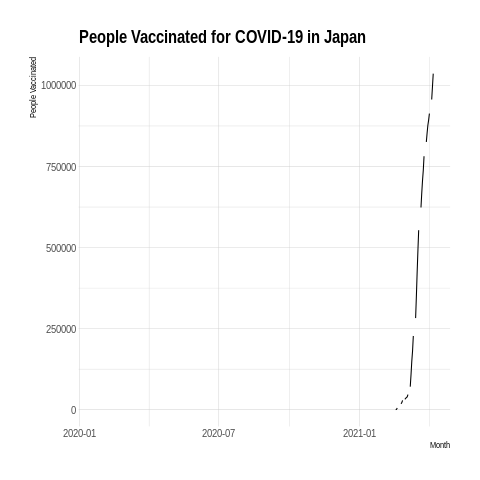 People Vaccinated for COVID-19 in Japan
People Vaccinated
1000000
750000
500000
250000
0
2020-01
2020-07
2021-01
Month